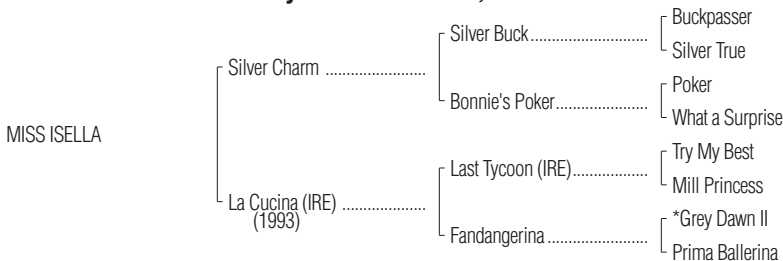 Buckpasser
Silver Buck
Silver True
Silver Charm
Poker
Bonnie's Poker
What a Surprise
MISS ISELLA
Try My Best
Last Tycoon (IRE)
Mill Princess
La Cucina (IRE)
(1993)
*Grey Dawn II
Fandangerina
Prima Ballerina